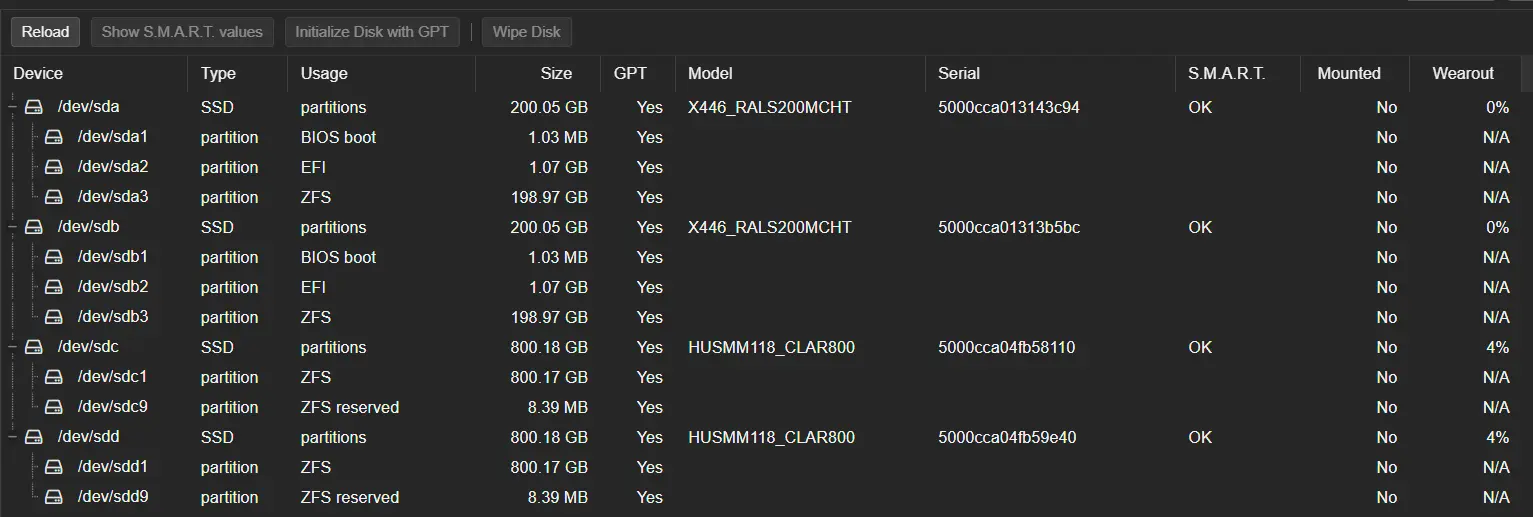 Reload Show S.M.A.R.T. values Initialize Disk with GPT Wipe Disk
Device Type Usage Size GPT Model Serial S.M.A.R.T. Mounted Wearout
/dev/sda SSD partitions 200.05 GB Yes X446_RALS200MCHT 5000cca013143c94 OK No 0%
/dev/sda1 partition BIOS boot 1.03 MB Yes No N/A
/dev/sda2 partition EFI 1.07 GB Yes No N/A
/dev/sda3 partition ZFS 198.97 GB Yes No N/A
/dev/sdb SSD partitions 200.05 GB Yes X446_RALS200MCHT 5000cca01313b5bc OK No 0%
/dev/sdb1 partition BIOS boot 1.03 MB Yes No N/A
/dev/sdb2 partition EFI 1.07 GB Yes No N/A
/dev/sdb3 partition ZFS 198.97 GB Yes No N/A
/dev/sdc SSD partitions 800.18 GB Yes HUSMM118_CLAR800 5000cca04fb58110 OK No 4%
/dev/sdc1 partition ZFS 800.17 GB Yes No N/A
/dev/sdc9 partition ZFS reserved 8.39 MB Yes No N/A
/dev/sdd SSD partitions 800.18 GB Yes HUSMM118_CLAR800 5000cca04fb59e40 OK No 4%
/dev/sdd1 partition ZFS 800.17 GB Yes No N/A
/dev/sdd9 partition ZFS reserved 8.39 MB Yes No N/A